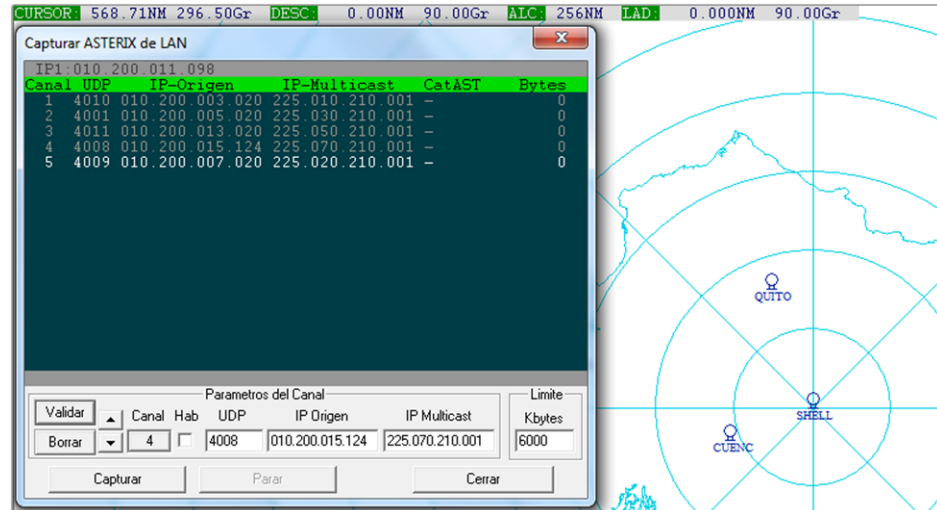 CURSOR: 568.71NM 296.50Gr DESC: 0.00NM 90.00Gr ALC: 256NM LAD: 0.000NM 90.00Gr
Capturar ASTERIX de LAN
IP1:010.200.011.098
Canal UDP IP-Origen IP-Multicast CatAST Bytes
1 4010 010.200.003.020 225.010.210.001 – 0
2 4001 010.200.005.020 225.030.210.001 – 0
3 4011 010.200.013.020 225.050.210.001 – 0
4 4008 010.200.015.124 225.070.210.001 – 0
5 4009 010.200.007.020 225.020.210.001 – 0
Parametros del Canal
Limite
Validar
Canal Hab UDP IP Origen IP Multicast
Kbytes
Borrar
4 4008 010.200.015.124 225.070.210.001
6000
Capturar Parar Cerrar
QUITO
SHELL
CUENC